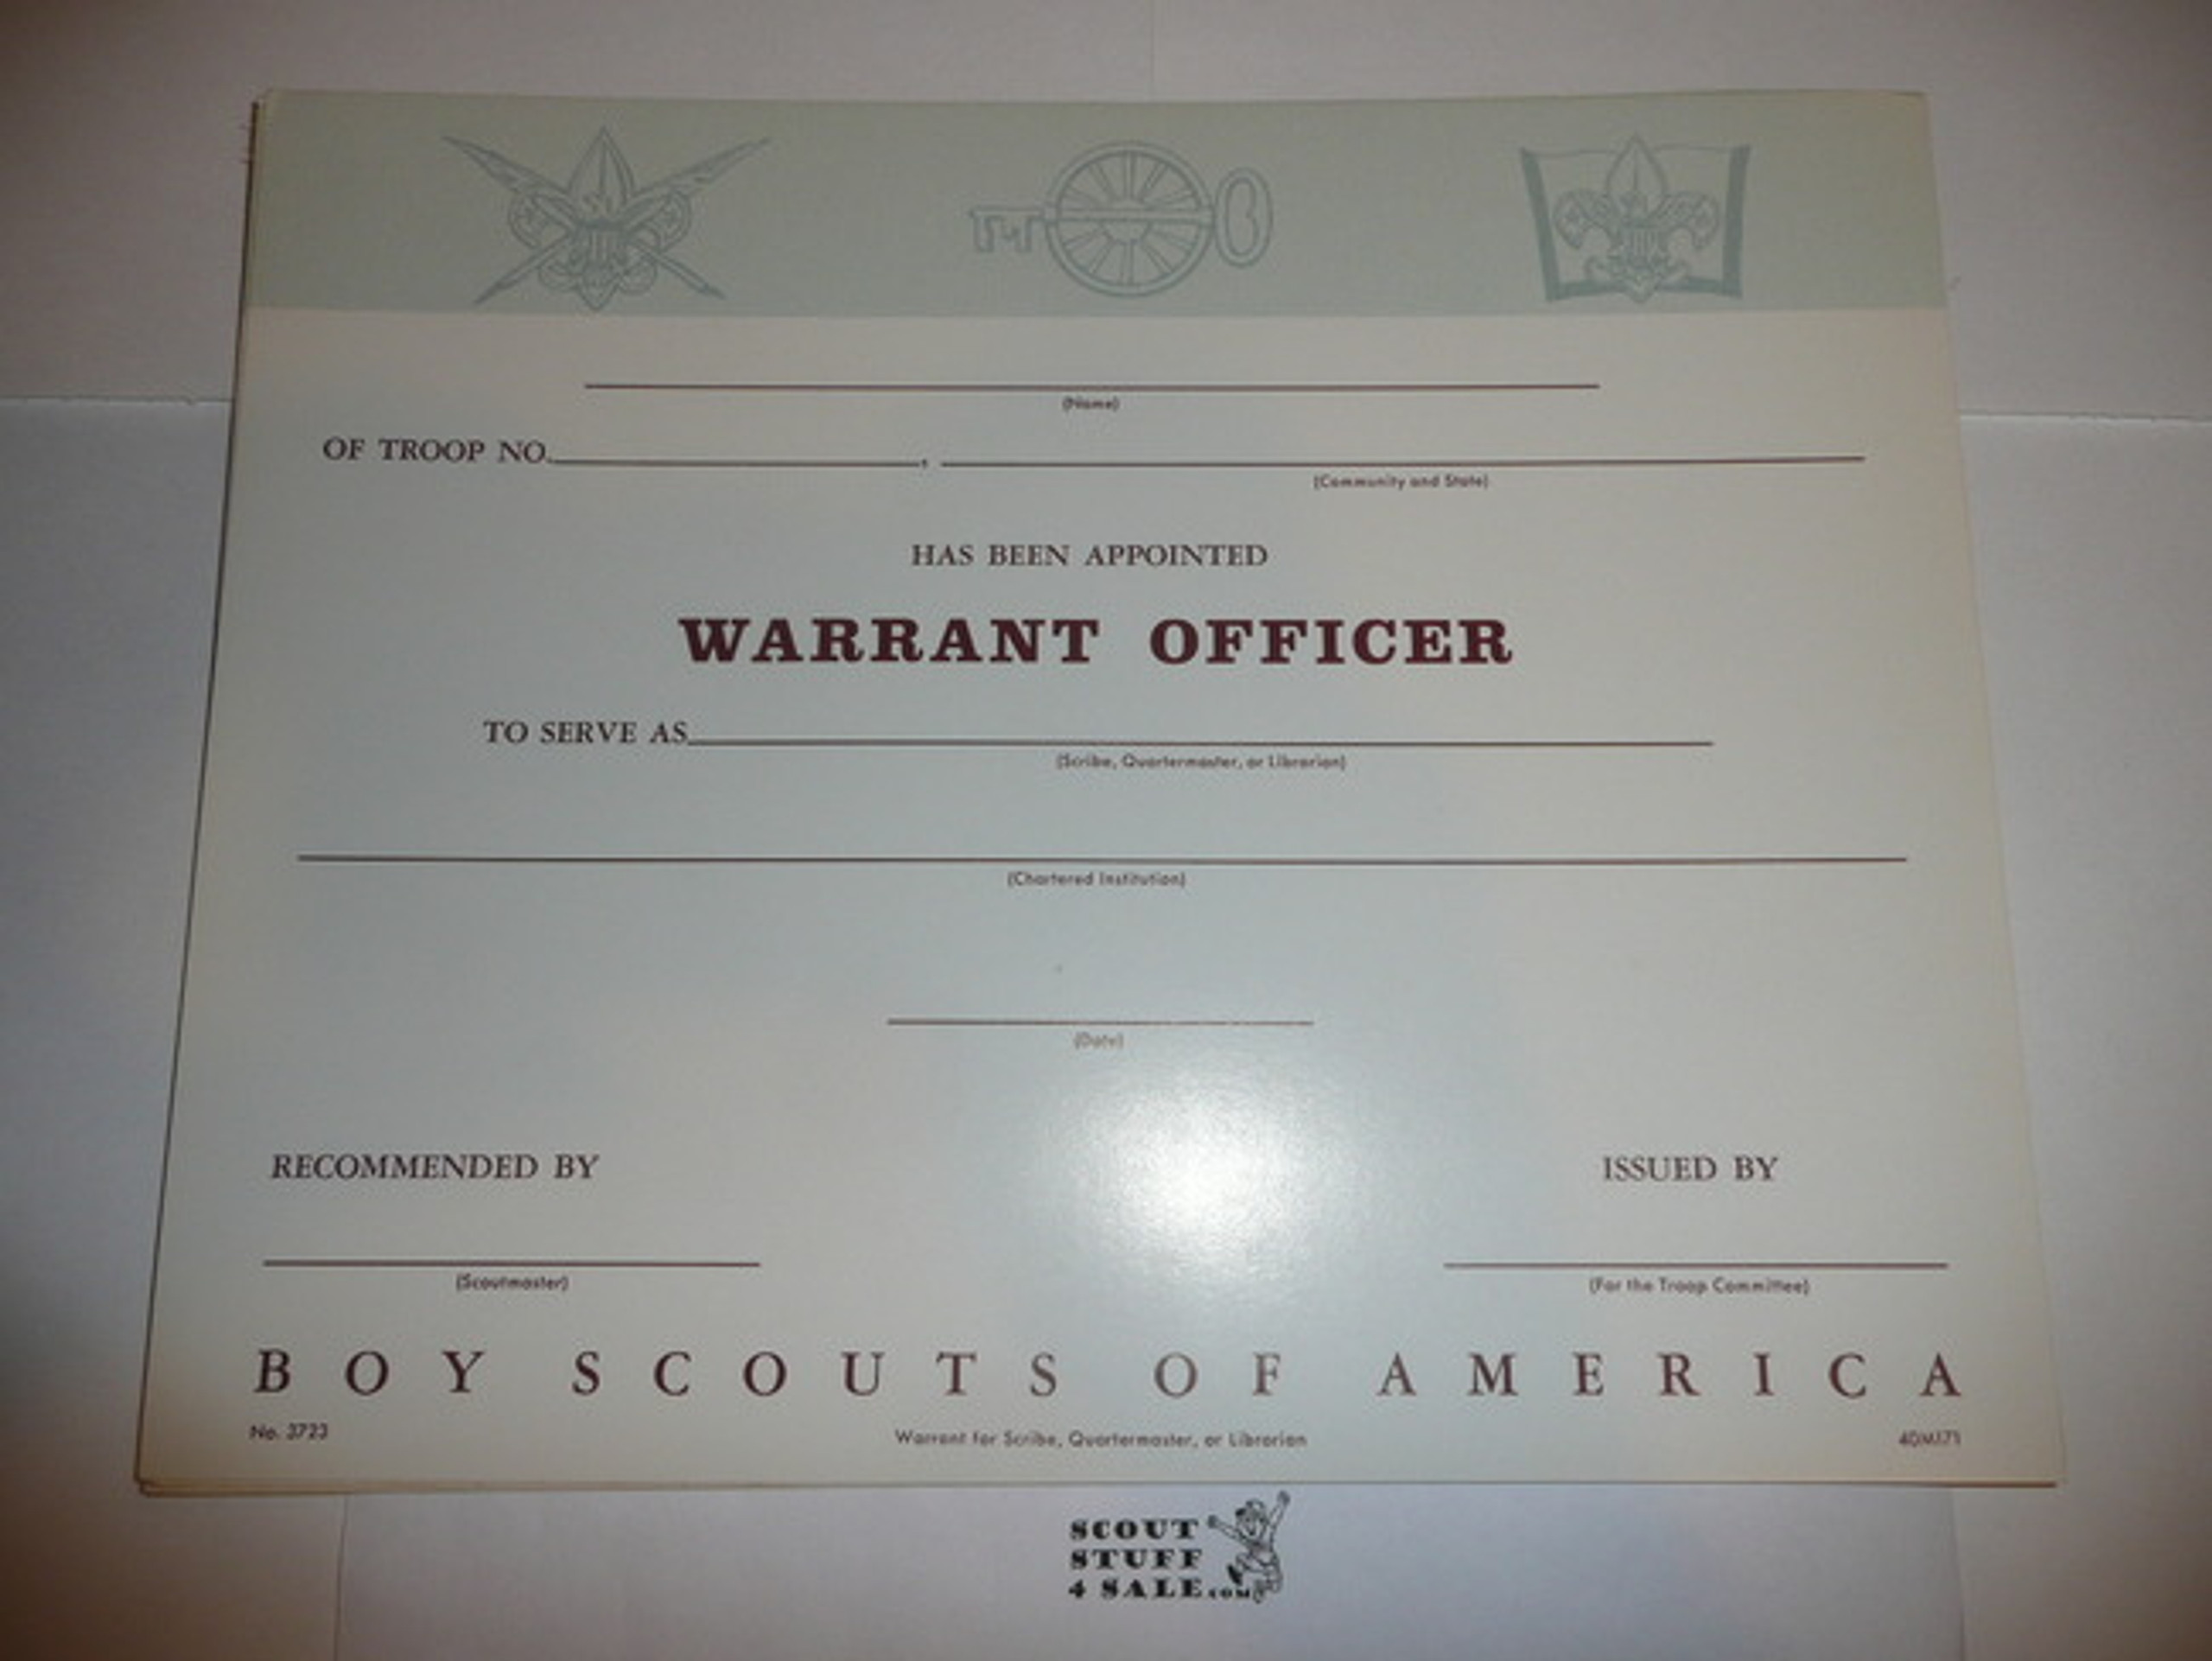 (Name)
OF TROOP NO. ,
(Community and State)
HAS BEEN APPOINTED
WARRANT OFFICER
TO SERVE AS
(Scribe, Quartermaster, or Librarian)
(Chartered Institution)
(Date)
RECOMMENDED BY
ISSUED BY
(Scoutmaster)
(For the Troop Committee)
BOY SCOUTS OF AMERICA
No. 3723
Warrant for Scribe, Quartermaster, or Librarian
40M171
SCOUT
STUFF
4 SALE.COM